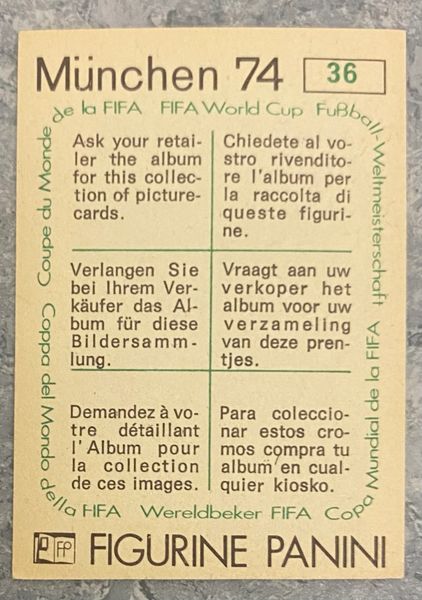 München 74
36
de la FIFA FIFA World Cup Fußball-Weltmeisterschaft
Coupe du Monde
Ask your retai-
ler the album
for this collec-
tion of picture-
cards.
Chiedete al vo-
stro rivendito-
re l'album per
la raccolta di
queste figuri-
ne.
Verlangen Sie
bei Ihrem Ver-
käufer das Al-
bum für diese
Bildersamm-
lung.
Vraagt aan uw
verkoper het
album voor uw
verzameling
van deze pren-
tjes.
Demandez à vo-
tre détaillant
l'Album pour
la collection
de ces images.
Para coleccio-
nar estos cro-
mos compra tu
album en cual-
quier kiosko.
Coppa del Mondo Della FIFA
Wereldbeker FIFA
Copa Mundial de la FIFA
FP
FIGURINE PANINI